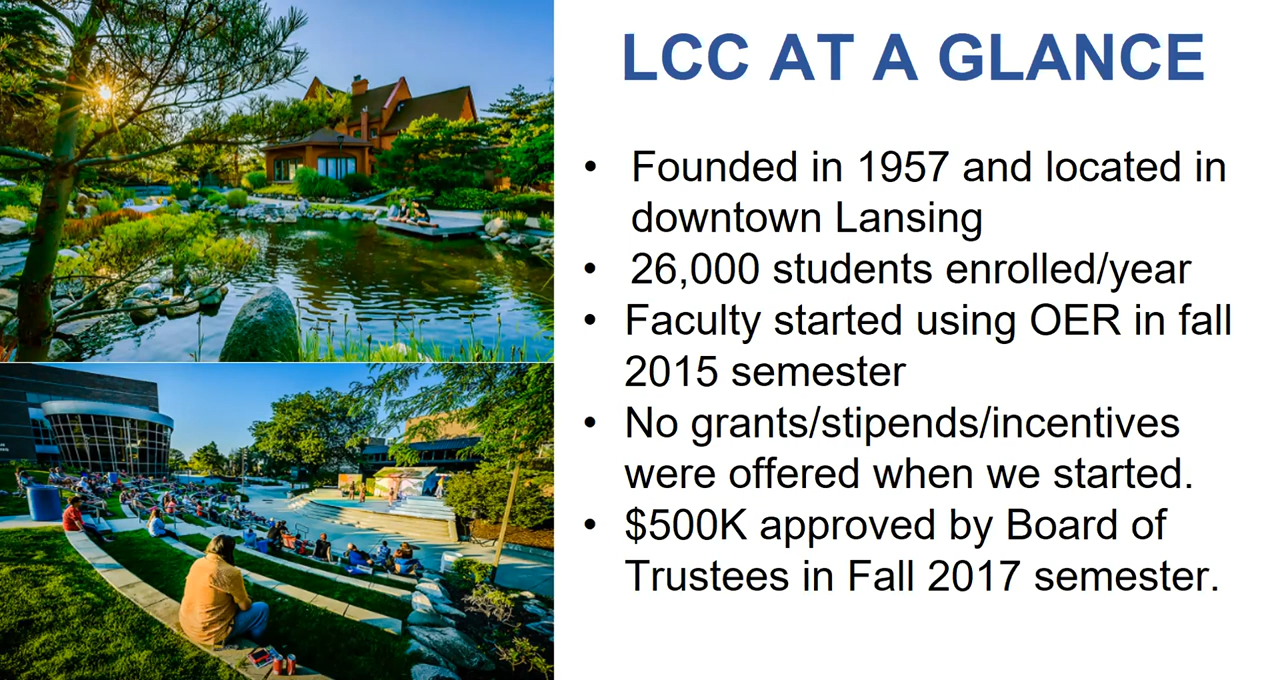 LCC AT A GLANCE
• Founded in 1957 and located in
downtown Lansing
• 26,000 students enrolled/year
• Faculty started using OER in fall
2015 semester
• No grants/stipends/incentives
were offered when we started.
• $500K approved by Board of
Trustees in Fall 2017 semester.